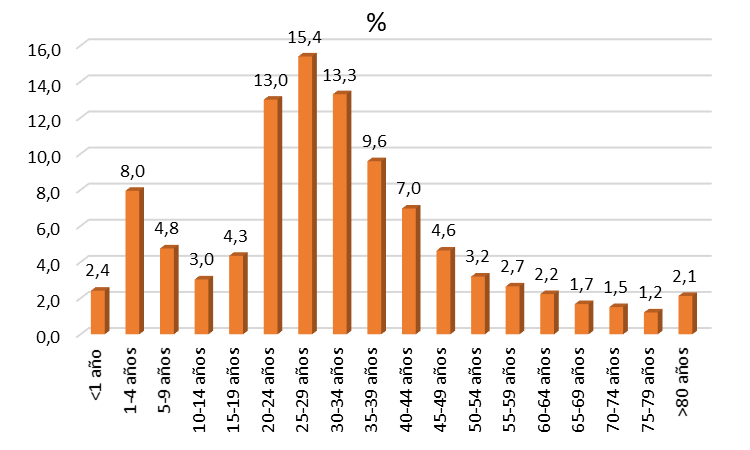 %
16,0
14,0
12,0
10,0
8,0
6,0
4,0
2,0
0,0
2,4
8,0
4,8
3,0
4,3
13,0
15,4
13,3
9,6
7,0
4,6
3,2
2,7
2,2
1,7
1,5
1,2
2,1
<1 año
1-4 años
5-9 años
10-14 años
15-19 años
20-24 años
25-29 años
30-34 años
35-39 años
40-44 años
45-49 años
50-54 años
55-59 años
60-64 años
65-69 años
70-74 años
75-79 años
>80 años